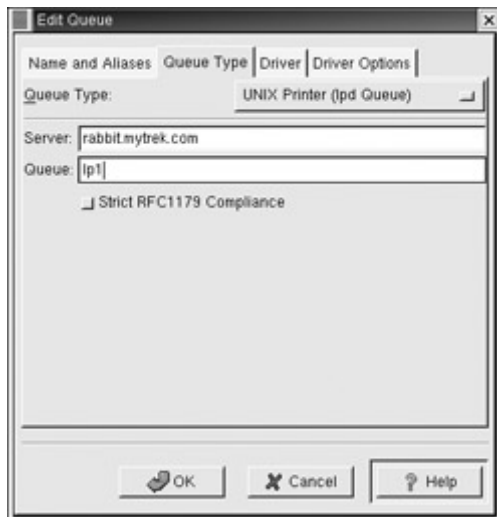 Edit Queue
Name and Aliases Queue Type Driver Driver Options
Queue Type: UNIX Printer (lpd Queue)
Server: rabbit.mytrek.com
Queue: lp1
Strict RFC1179 Compliance
OK Cancel Help